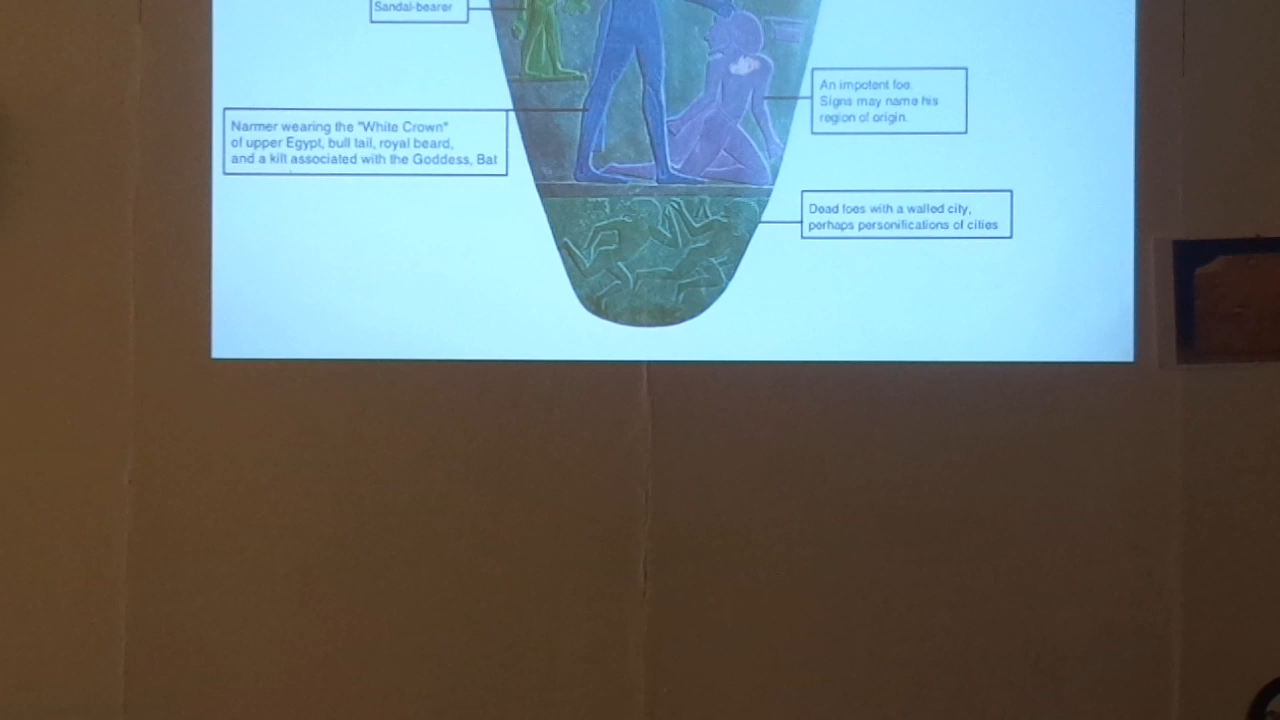 Sandal-bearer
An impotent foe.
Signs may name his
region of origin.
Narmer wearing the "White Crown"
of upper Egypt, bull tail, royal beard,
and a kilt associated with the Goddess, Bat
Dead foes with a walled city,
perhaps personifications of cities